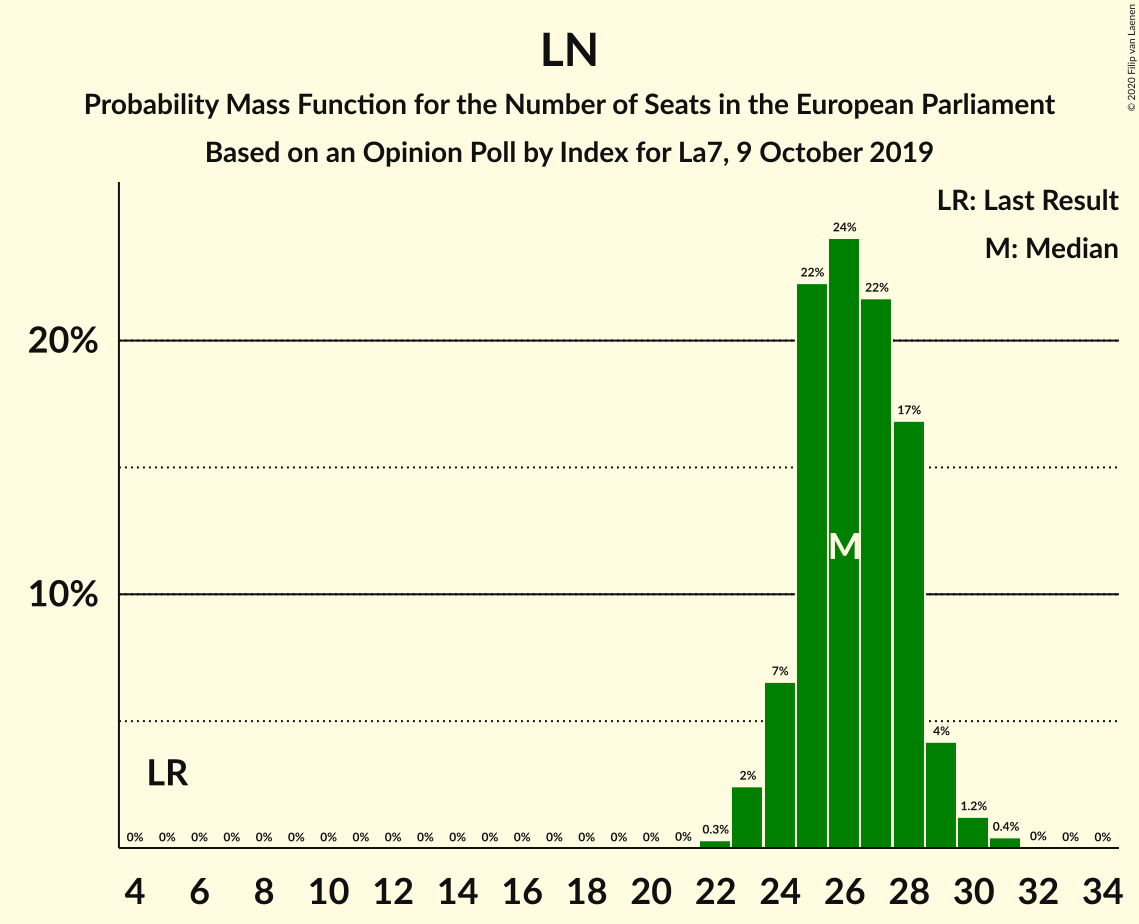 LN
Probability Mass Function for the Number of Seats in the European Parliament
Based on an Opinion Poll by Index for La7, 9 October 2019
© 2020 Filip van Laenen
LR: Last Result
M: Median
20%
10%
LR
M
0% 0% 0% 0% 0% 0% 0% 0% 0% 0% 0% 0% 0% 0% 0% 0% 0% 0% 0.3% 2% 7% 22% 24% 22% 17% 4% 1.2% 0.4% 0% 0% 0%
4 6 8 10 12 14 16 18 20 22 24 26 28 30 32 34